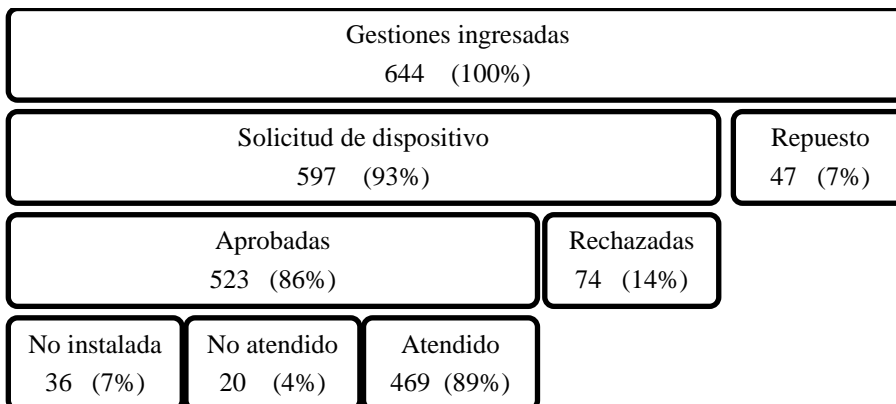 Gestiones ingresadas
644 (100%)
Solicitud de dispositivo
597 (93%)
Repuesto
47 (7%)
Aprobadas
523 (86%)
Rechazadas
74 (14%)
No instalada
36 (7%)
No atendido
20 (4%)
Atendido
469 (89%)